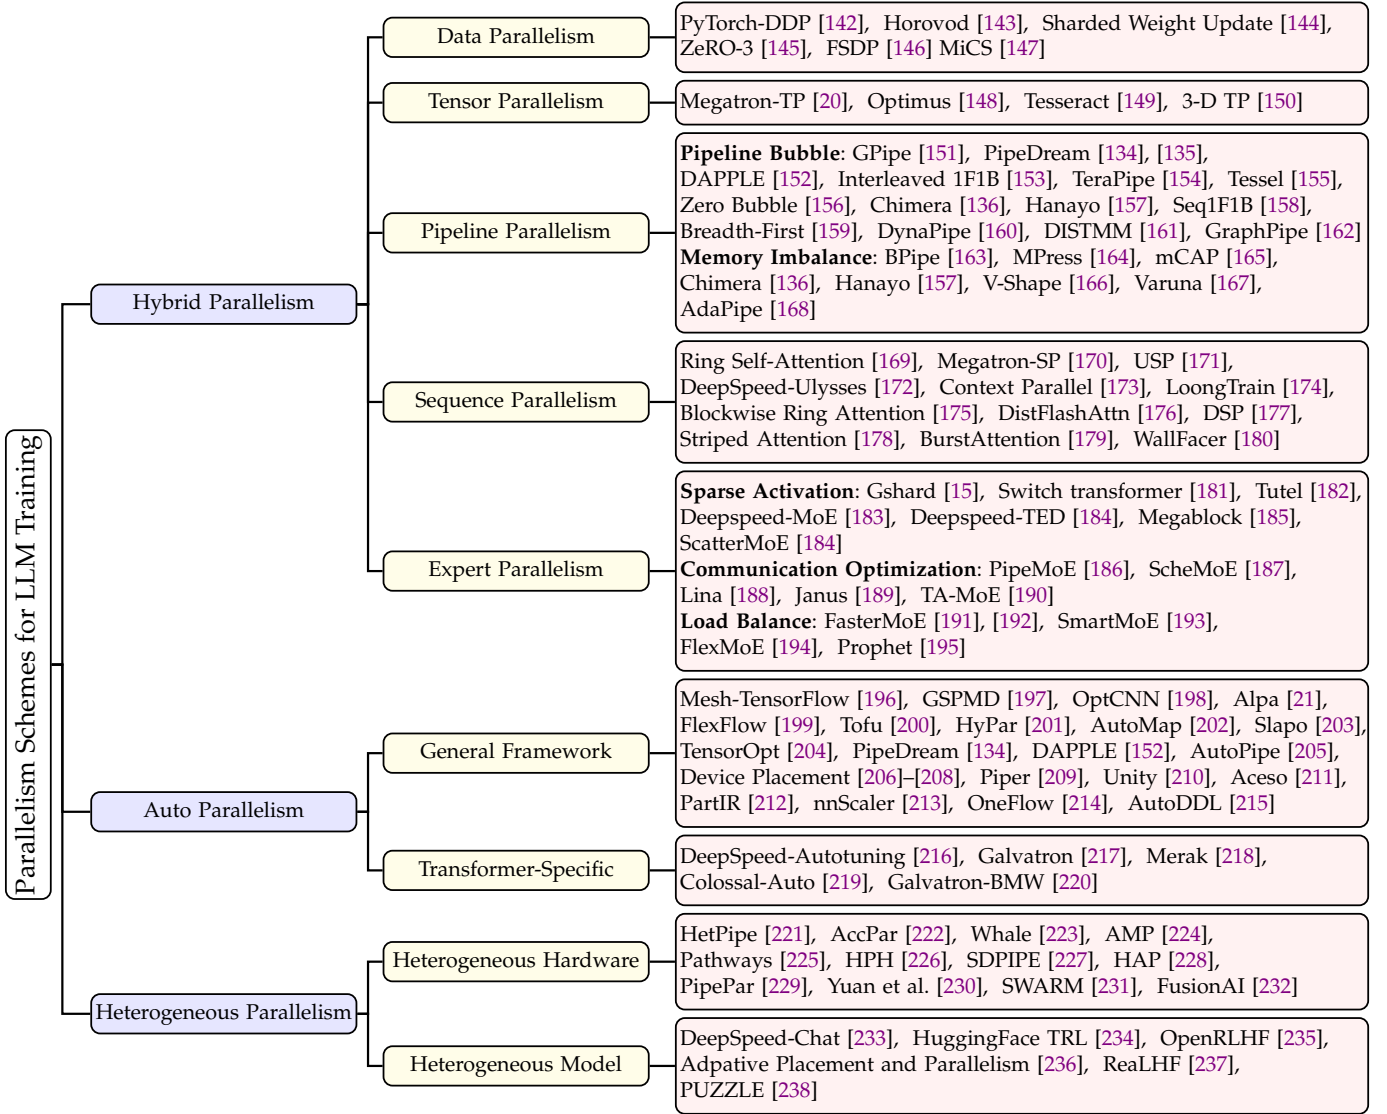 Parallelism Schemes for LLM Training
Hybrid Parallelism
Data Parallelism
PyTorch-DDP [142], Horovod [143], Sharded Weight Update [144],
ZeRO-3 [145], FSDP [146] MiCS [147]
Tensor Parallelism
Megatron-TP [20], Optimus [148], Tesseract [149], 3-D TP [150]
Pipeline Parallelism
Pipeline Bubble: GPipe [151], PipeDream [134], [135],
DAPPLE [152], Interleaved 1F1B [153], TeraPipe [154], Tessel [155],
Zero Bubble [156], Chimera [136], Hanayo [157], Seq1F1B [158],
Breadth-First [159], DynaPipe [160], DISTMM [161], GraphPipe [162]
Memory Imbalance: BPipe [163], MPress [164], mCAP [165],
Chimera [136], Hanayo [157], V-Shape [166], Varuna [167],
AdaPipe [168]
Sequence Parallelism
Ring Self-Attention [169], Megatron-SP [170], USP [171],
DeepSpeed-Ulysses [172], Context Parallel [173], LoongTrain [174],
Blockwise Ring Attention [175], DistFlashAttn [176], DSP [177],
Striped Attention [178], BurstAttention [179], WallFacer [180]
Expert Parallelism
Sparse Activation: Gshard [15], Switch transformer [181], Tutel [182],
Deepspeed-MoE [183], Deepspeed-TED [184], Megablock [185],
ScatterMoE [184]
Communication Optimization: PipeMoE [186], ScheMoE [187],
Lina [188], Janus [189], TA-MoE [190]
Load Balance: FasterMoE [191], [192], SmartMoE [193],
FlexMoE [194], Prophet [195]
Auto Parallelism
General Framework
Mesh-TensorFlow [196], GSPMD [197], OptCNN [198], Alpa [21],
FlexFlow [199], Tofu [200], HyPar [201], AutoMap [202], Slapo [203],
TensorOpt [204], PipeDream [134], DAPPLE [152], AutoPipe [205],
Device Placement [206]–[208], Piper [209], Unity [210], Aceso [211],
PartIR [212], nnScaler [213], OneFlow [214], AutoDDL [215]
Transformer-Specific
DeepSpeed-Autotuning [216], Galvatron [217], Merak [218],
Colossal-Auto [219], Galvatron-BMW [220]
Heterogeneous Parallelism
Heterogeneous Hardware
HetPipe [221], AccPar [222], Whale [223], AMP [224],
Pathways [225], HPH [226], SDPIPE [227], HAP [228],
PipePar [229], Yuan et al. [230], SWARM [231], FusionAI [232]
Heterogeneous Model
DeepSpeed-Chat [233], HuggingFace TRL [234], OpenRLHF [235],
Adpative Placement and Parallelism [236], ReaLHF [237],
PUZZLE [238]